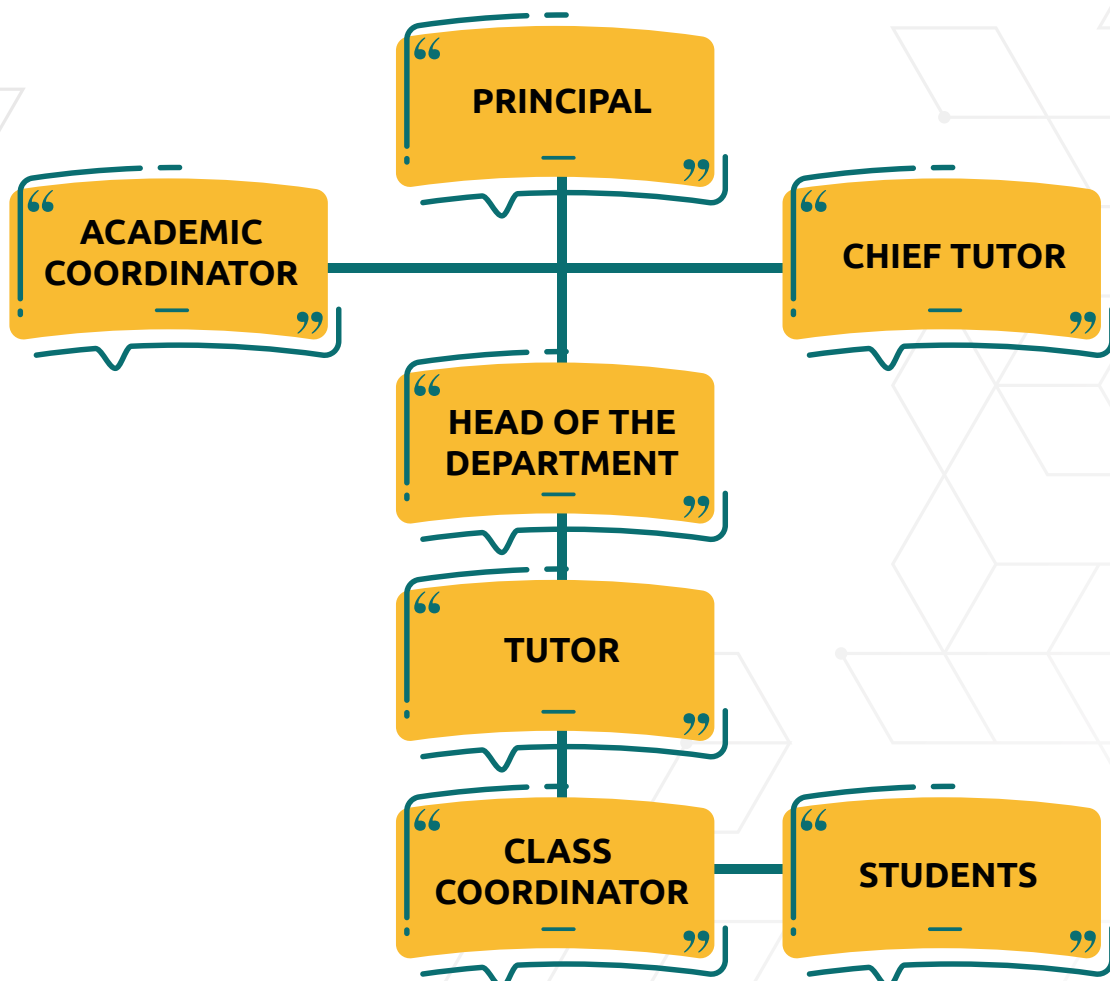 PRINCIPAL
ACADEMIC
COORDINATOR
CHIEF TUTOR
HEAD OF THE
DEPARTMENT
TUTOR
CLASS
COORDINATOR
STUDENTS